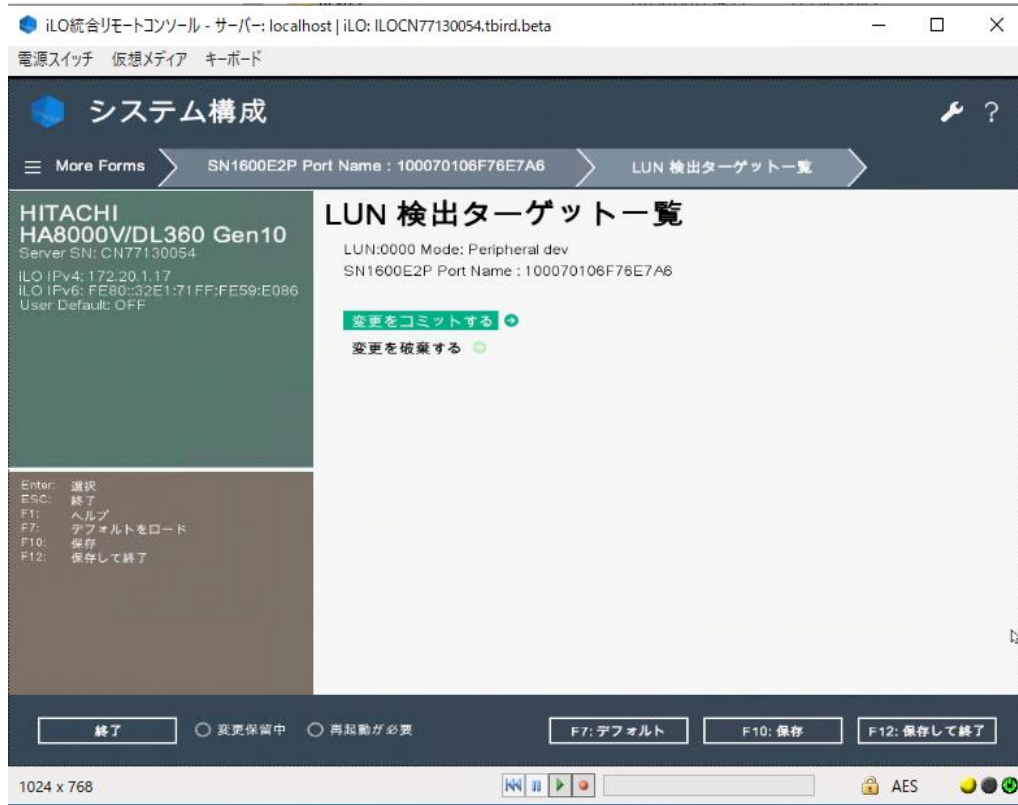 iLO統合リモートコンソール - サーバー: localhost | iLO: ILOCN77130054.tbird.beta
電源スイッチ 仮想メディア キーボード
システム構成
?
More Forms
SN1600E2P Port Name : 100070106F76E7A6
LUN 検出ターゲット一覧
HITACHI
HA8000V/DL360 Gen10
Server SN: CN77130054
iLO IPv4: 172.20.1.17
iLO IPv6: FE80::32E1:71FF:FE59:E086
User Default: OFF
LUN 検出ターゲット一覧
LUN:0000 Mode: Peripheral dev
SN1600E2P Port Name : 100070106F76E7A6
変更をコミットする
変更を破棄する
Enter: 選択
ESC: 終了
F1: ヘルプ
F7: デフォルトをロード
F10: 保存
F12: 保存して終了
終了
変更保留中
再起動が必要
F7: デフォルト
F10: 保存
F12: 保存して終了
1024 x 768
AES